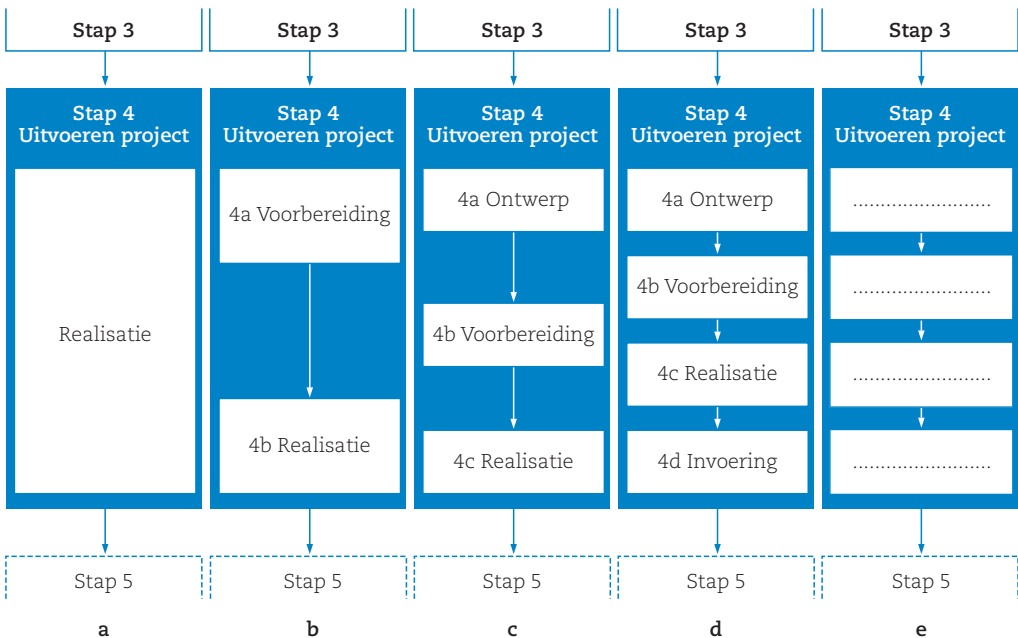 Stap 3
Stap 4
Uitvoeren project
Realisatie
Stap 5
a
Stap 3
Stap 4
Uitvoeren project
4a Voorbereiding
4b Realisatie
Stap 5
b
Stap 3
Stap 4
Uitvoeren project
4a Ontwerp
4b Voorbereiding
4c Realisatie
Stap 5
c
Stap 3
Stap 4
Uitvoeren project
4a Ontwerp
4b Voorbereiding
4c Realisatie
4d Invoering
Stap 5
d
Stap 3
Stap 4
Uitvoeren project
........................
........................
........................
........................
Stap 5
e